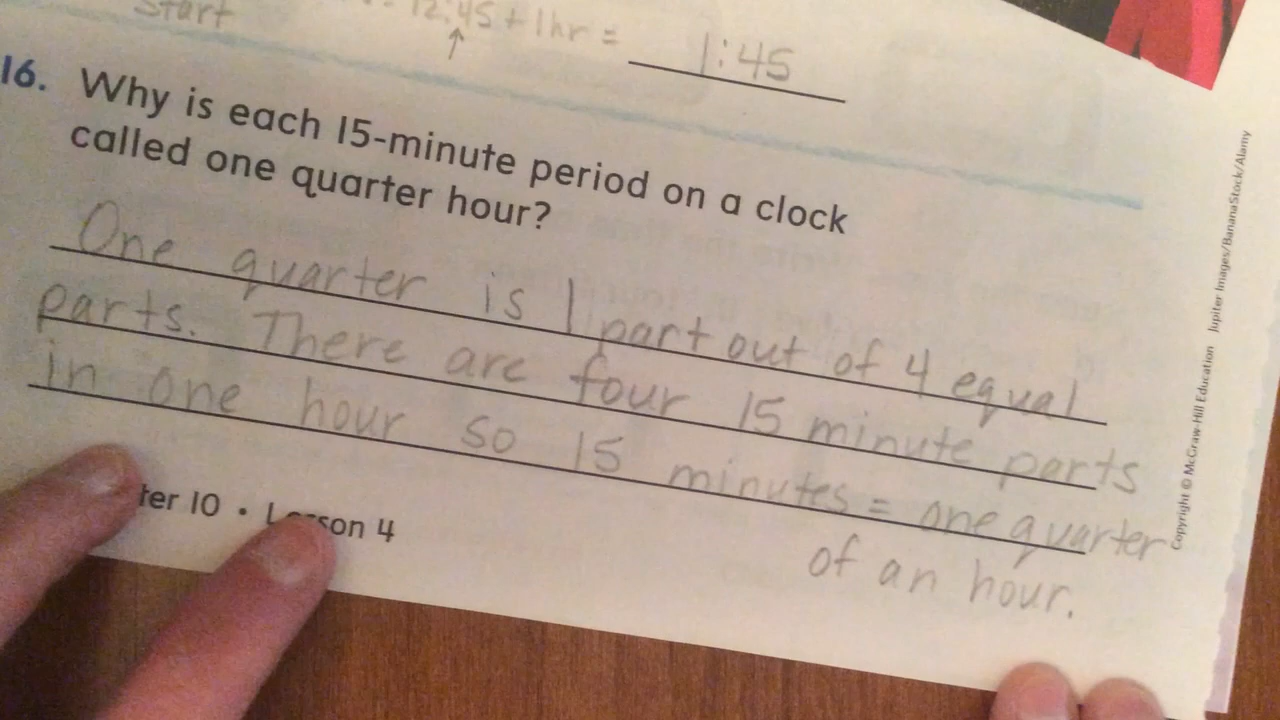 Start
12:45 + 1hr = 1:45
16. Why is each 15-minute period on a clock
called one quarter hour?
One quarter is 1 part out of 4 equal
parts. There are four 15 minute parts
in one hour so 15 minutes = one quarter
of an hour.
ter 10 • Lesson 4
Copyright © McGraw-Hill Education Jupiter Images/BananaStock/Alamy